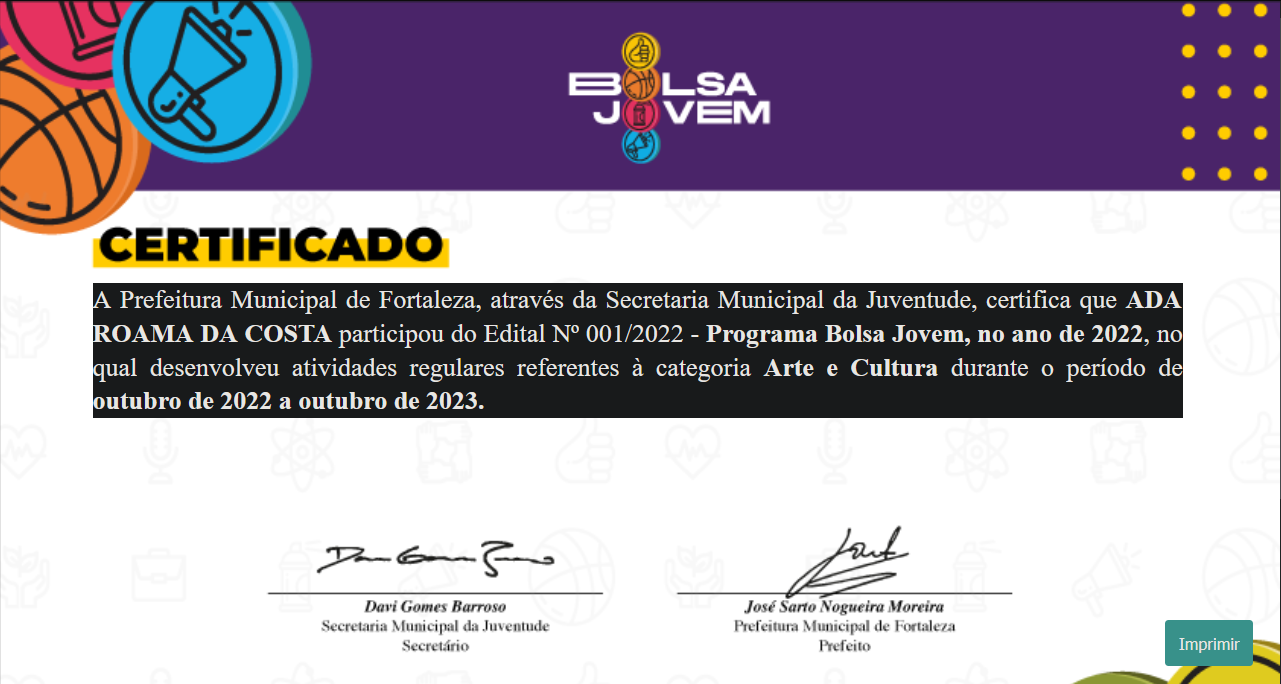 BOLSA
JOVEM
CERTIFICADO
A Prefeitura Municipal de Fortaleza, através da Secretaria Municipal da Juventude, certifica que ADA
ROAMA DA COSTA participou do Edital Nº 001/2022 - Programa Bolsa Jovem, no ano de 2022, no
qual desenvolveu atividades regulares referentes à categoria Arte e Cultura durante o período de
outubro de 2022 a outubro de 2023.
Davi Gomes Barroso
Secretaria Municipal da Juventude
Secretário
José Sarto Nogueira Moreira
Prefeitura Municipal de Fortaleza
Prefeito
Imprimir